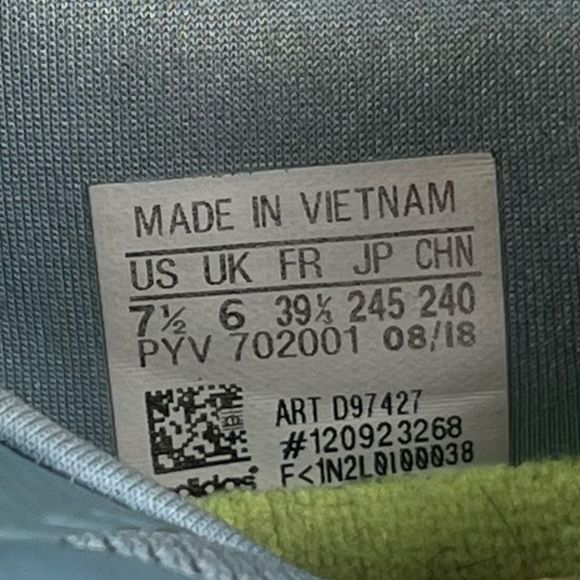 MADE IN VIETNAM
US UK FR JP CHN
7½ 6 39⅓ 245 240
PYV 702001 08/18
ART D97427
#120923268
adidas F<1N2L0100038